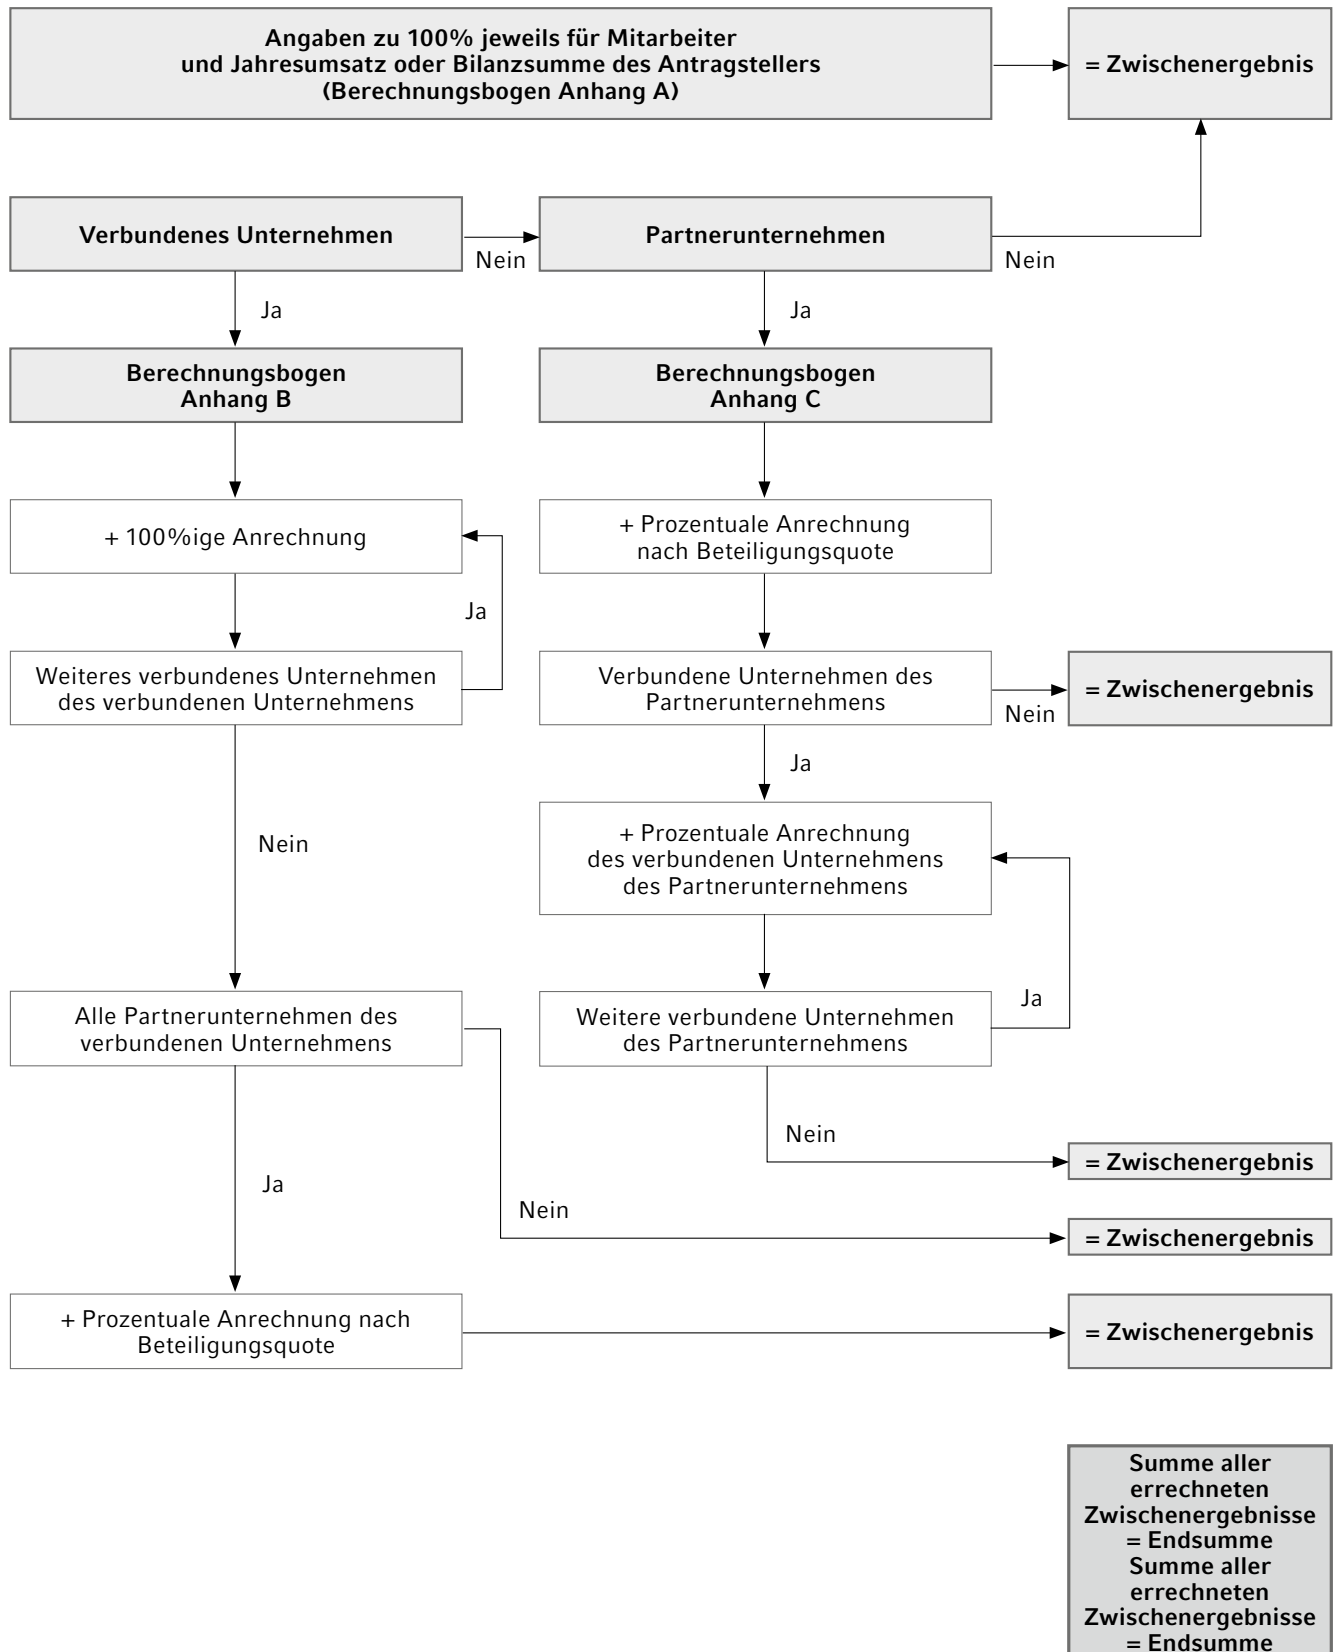 Angaben zu 100% jeweils für Mitarbeiter
und Jahresumsatz oder Bilanzsumme des Antragstellers
(Berechnungsbogen Anhang A)
= Zwischenergebnis
Verbundenes Unternehmen
Nein
Partnerunternehmen
Nein
Ja
Ja
Berechnungsbogen
Anhang B
Berechnungsbogen
Anhang C
+ 100%ige Anrechnung
+ Prozentuale Anrechnung
nach Beteiligungsquote
Ja
Weiteres verbundenes Unternehmen
des verbundenen Unternehmens
Verbundene Unternehmen des
Partnerunternehmens
Nein
= Zwischenergebnis
Ja
Nein
+ Prozentuale Anrechnung
des verbundenen Unternehmens
des Partnerunternehmens
Ja
Alle Partnerunternehmen des
verbundenen Unternehmens
Weitere verbundene Unternehmen
des Partnerunternehmens
Nein
= Zwischenergebnis
Ja
Nein
= Zwischenergebnis
+ Prozentuale Anrechnung nach
Beteiligungsquote
= Zwischenergebnis
Summe aller
errechneten
Zwischenergebnisse
= Endsumme
Summe aller
errechneten
Zwischenergebnisse
= Endsumme